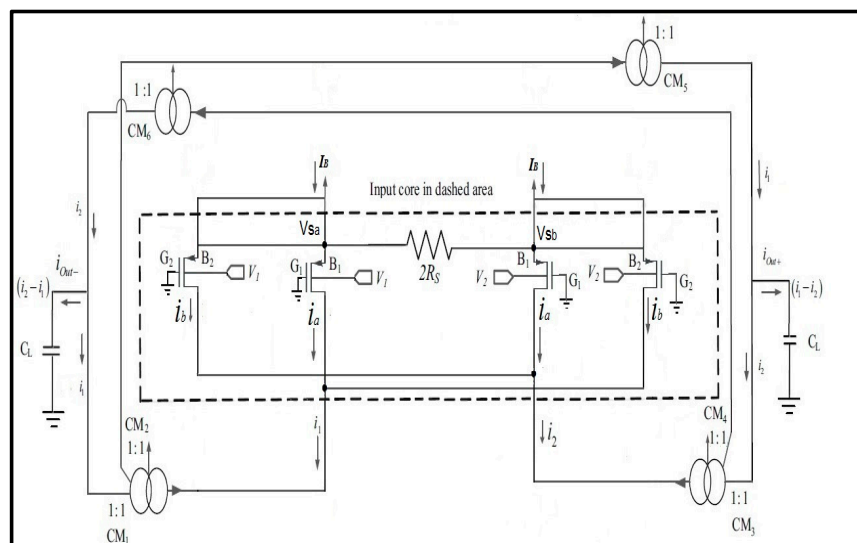 1:1
CM5
1:1
CM6
IB
IB
Input core in dashed area
i2
i1
Vsa
Vsb
G2
B2
V1
G1
B1
V1
2RS
V2
B1
G1
V2
B2
G2
iOut-
(i2-i1)
iOut+
(i1-i2)
ib
ia
ia
ib
CL
CL
i1
i2
CM2
1:1
i1
i2
CM4
1:1
1:1
CM1
1:1
CM3